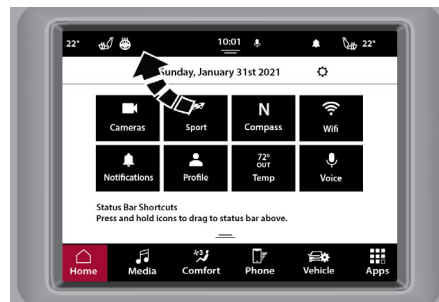 22° 10:01 22°
Sunday, January 31st 2021
Cameras Sport N Compass Wifi
Notifications Profile 72° OUT Temp Voice
Status Bar Shortcuts
Press and hold icons to drag to status bar above.
Home Media Comfort Phone Vehicle Apps